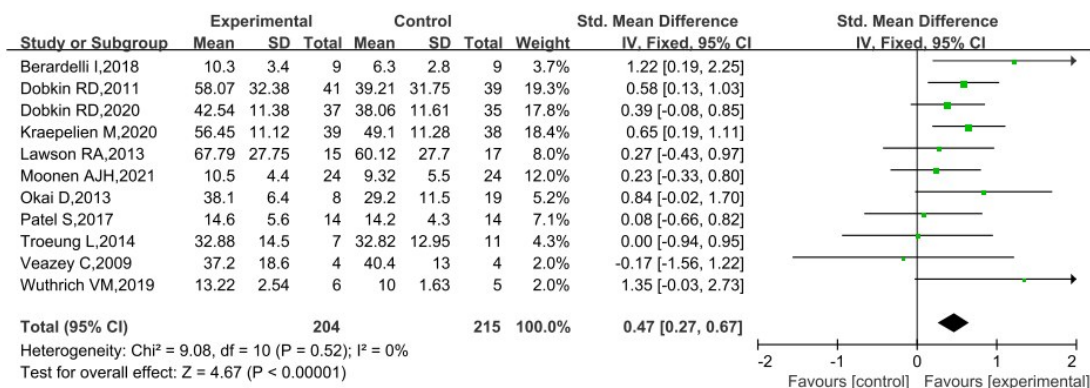 Experimental Control Std. Mean Difference Std. Mean Difference
Study or Subgroup Mean SD Total Mean SD Total Weight IV, Fixed, 95% CI IV, Fixed, 95% CI
Berardelli I,2018 10.3 3.4 9 6.3 2.8 9 3.7% 1.22 [0.19, 2.25]
Dobkin RD,2011 58.07 32.38 41 39.21 31.75 39 19.3% 0.58 [0.13, 1.03]
Dobkin RD,2020 42.54 11.38 37 38.06 11.61 35 17.8% 0.39 [-0.08, 0.85]
Kraepelien M,2020 56.45 11.12 39 49.1 11.28 38 18.4% 0.65 [0.19, 1.11]
Lawson RA,2013 67.79 27.75 15 60.12 27.7 17 8.0% 0.27 [-0.43, 0.97]
Moonen AJH,2021 10.5 4.4 24 9.32 5.5 24 12.0% 0.23 [-0.33, 0.80]
Okai D,2013 38.1 6.4 8 29.2 11.5 19 5.2% 0.84 [-0.02, 1.70]
Patel S,2017 14.6 5.6 14 14.2 4.3 14 7.1% 0.08 [-0.66, 0.82]
Troeung L,2014 32.88 14.5 7 32.82 12.95 11 4.3% 0.00 [-0.94, 0.95]
Veazey C,2009 37.2 18.6 4 40.4 13 4 2.0% -0.17 [-1.56, 1.22]
Wuthrich VM,2019 13.22 2.54 6 10 1.63 5 2.0% 1.35 [-0.03, 2.73]
Total (95% CI) 204 215 100.0% 0.47 [0.27, 0.67]
Heterogeneity: Chi² = 9.08, df = 10 (P = 0.52); I² = 0%
Test for overall effect: Z = 4.67 (P < 0.00001)
-2 -1 0 1 2
Favours [control] Favours [experimental]